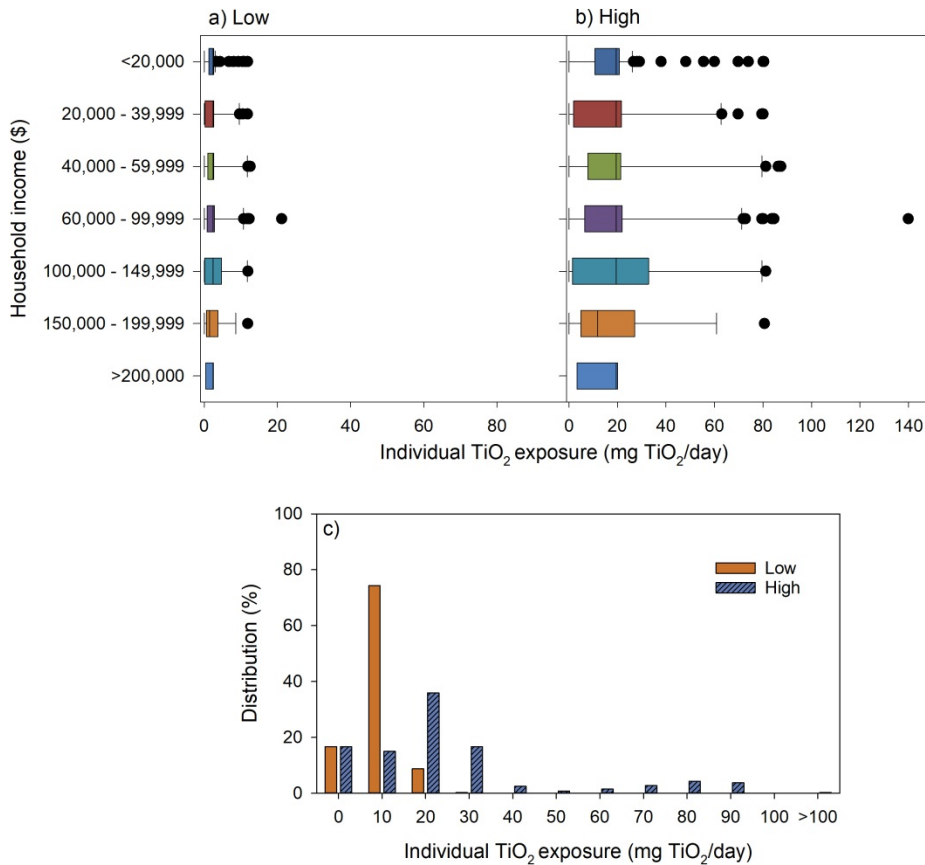 a) Low
b) High
Household income ($)
<20,000
20,000 - 39,999
40,000 - 59,999
60,000 - 99,999
100,000 - 149,999
150,000 - 199,999
>200,000
0 20 40 60 80
0 20 40 60 80 100 120 140
Individual TiO₂ exposure (mg TiO₂/day)
c)
Low
High
Distribution (%)
100
80
60
40
20
0
0 10 20 30 40 50 60 70 80 90 100 >100
Individual TiO₂ exposure (mg TiO₂/day)